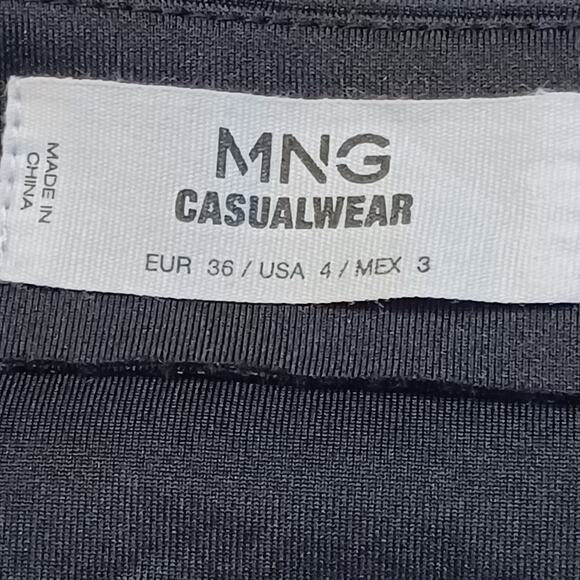 MADE IN
CHINA
MNG
CASUALWEAR
EUR 36 / USA 4 / MEX 3